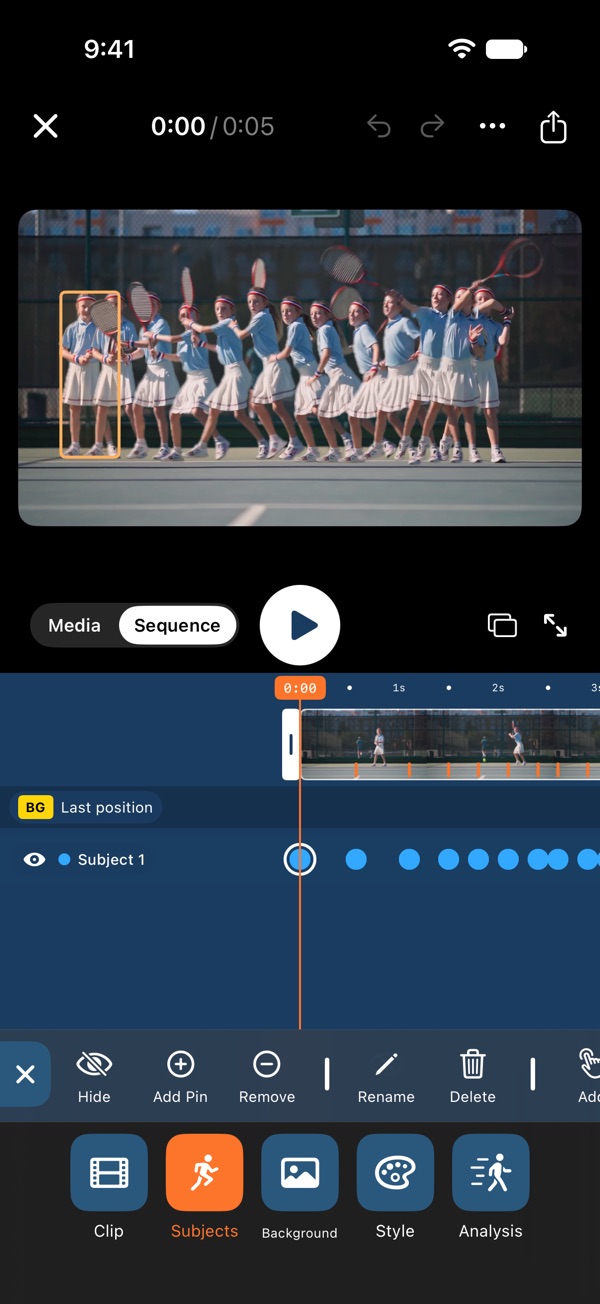 9:41
0:00 / 0:05
Media
Sequence
0:00
1s
2s
3s
BG
Last position
Subject 1
Hide
Add Pin
Remove
Rename
Delete
Clip
Subjects
Background
Style
Analysis